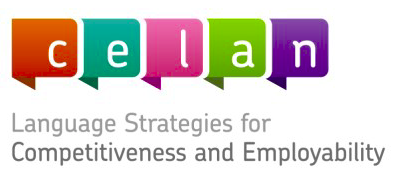 celan
Language Strategies for
Competitiveness and Employability